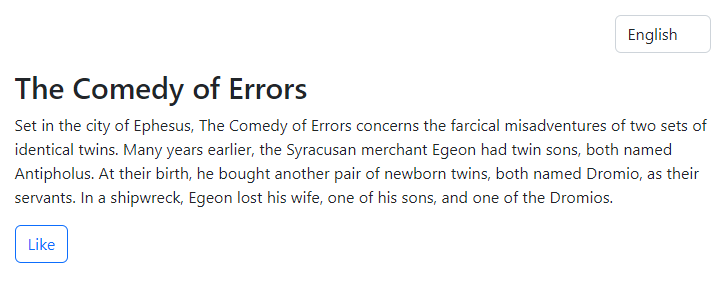 English
The Comedy of Errors
Set in the city of Ephesus, The Comedy of Errors concerns the farcical misadventures of two sets of
identical twins. Many years earlier, the Syracusan merchant Egeon had twin sons, both named
Antipholus. At their birth, he bought another pair of newborn twins, both named Dromio, as their
servants. In a shipwreck, Egeon lost his wife, one of his sons, and one of the Dromios.
Like